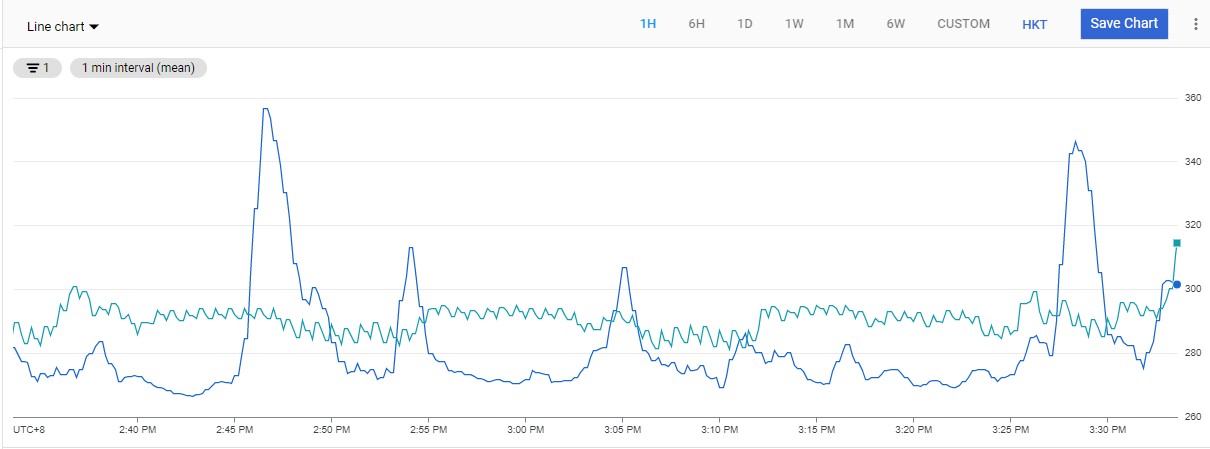 Line chart 1H 6H 1D 1W 1M 6W CUSTOM HKT Save Chart
1 1 min interval (mean)
360
340
320
300
280
260
UTC+8 2:40 PM 2:45 PM 2:50 PM 2:55 PM 3:00 PM 3:05 PM 3:10 PM 3:15 PM 3:20 PM 3:25 PM 3:30 PM